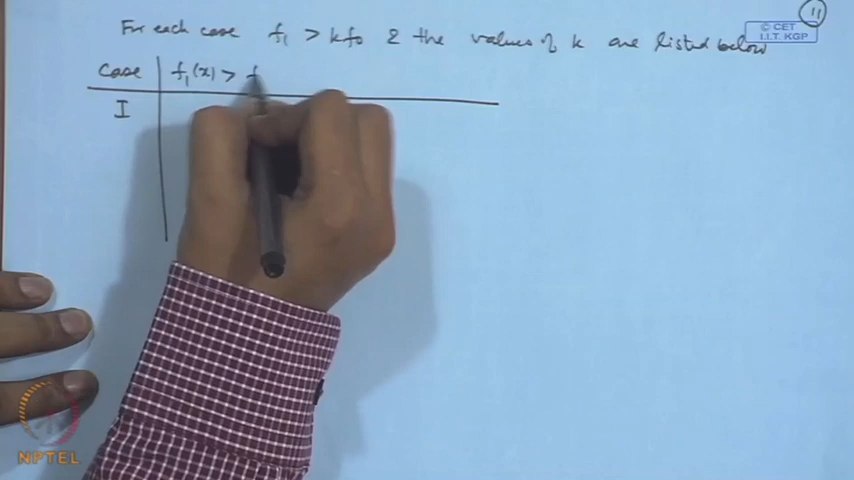 11
© CET
I.I.T. KGP
For each case f₁ > kf₀ & the values of k are listed below
Case f₁(x) > f
I
NPTEL